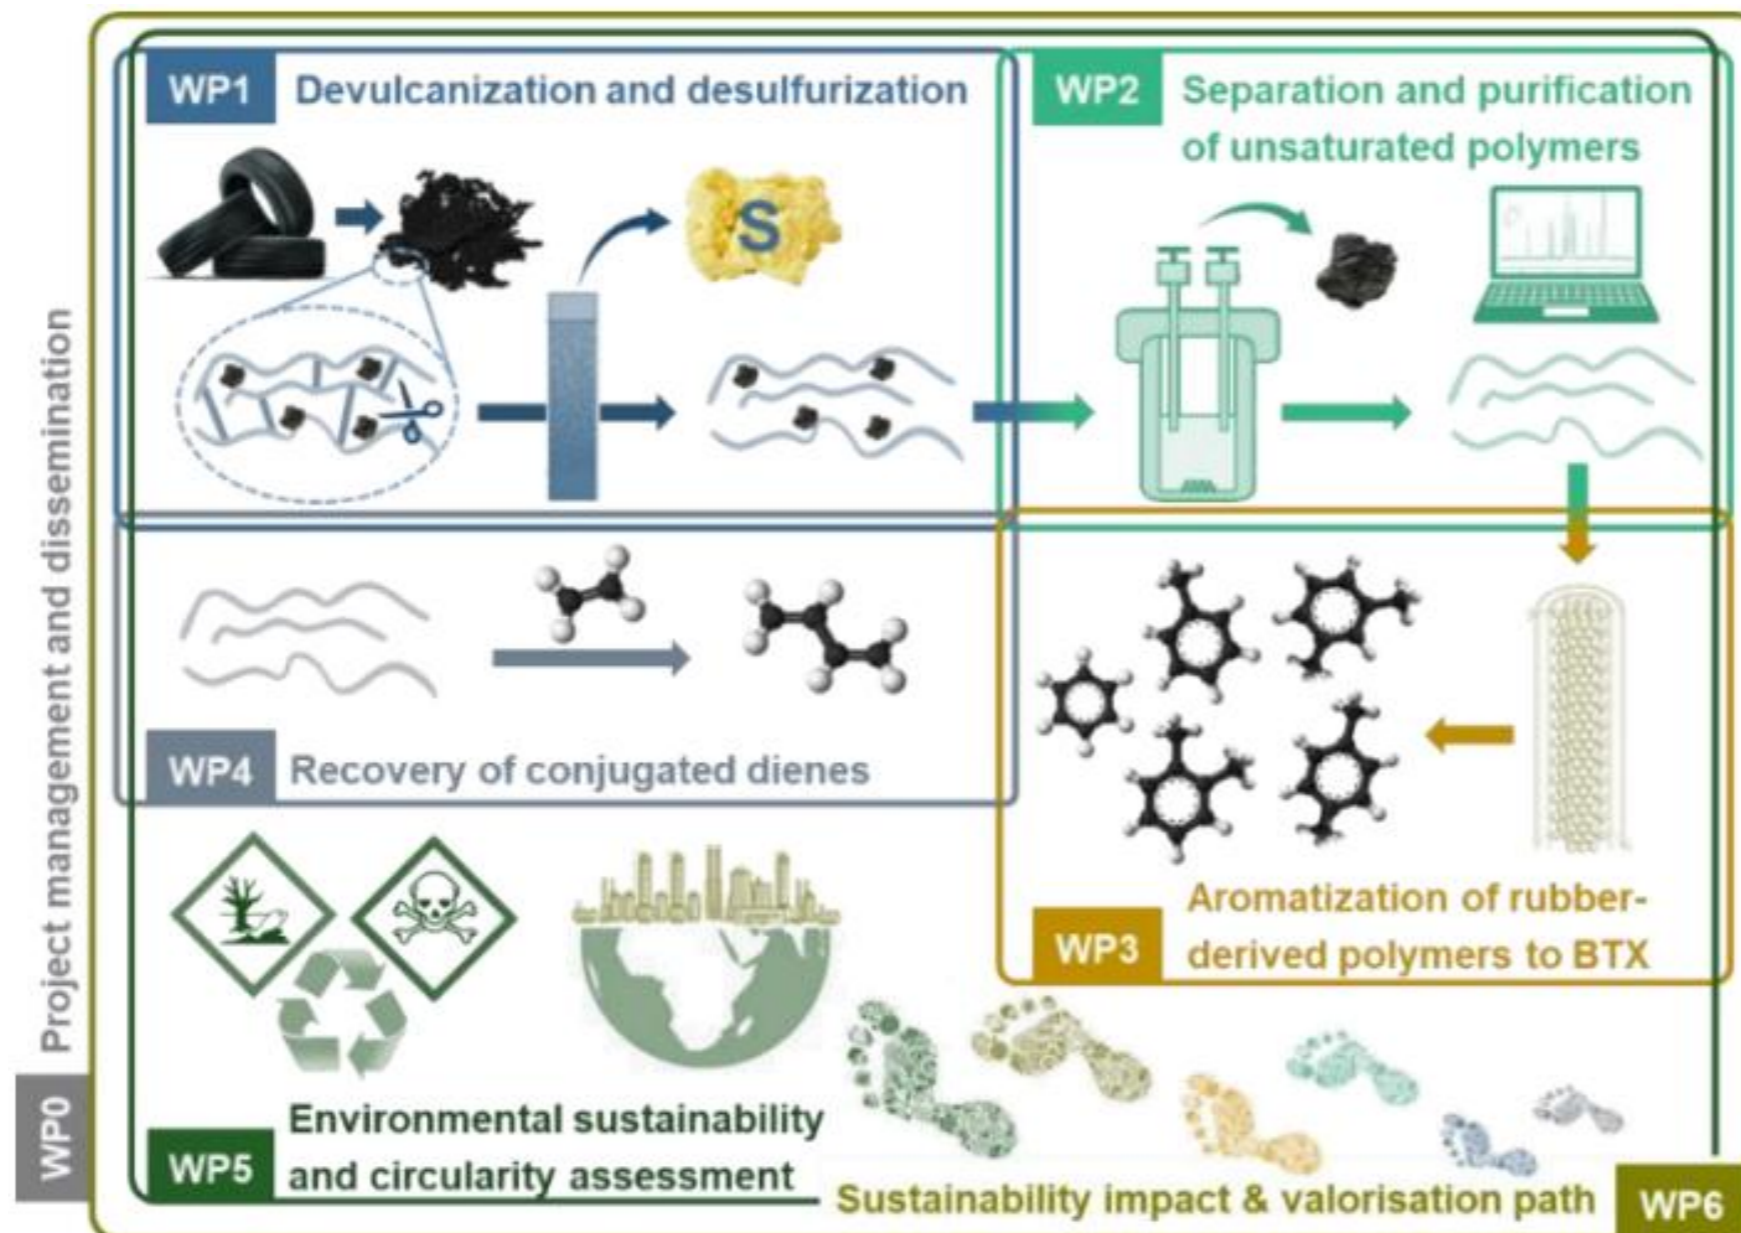 WP1 Devulcanization and desulfurization
S
WP2 Separation and purification
of unsaturated polymers
WP4 Recovery of conjugated dienes
WP3 Aromatization of rubber-
derived polymers to BTX
WP5 Environmental sustainability
and circularity assessment
Sustainability impact & valorisation path WP6
WP0 Project management and dissemination